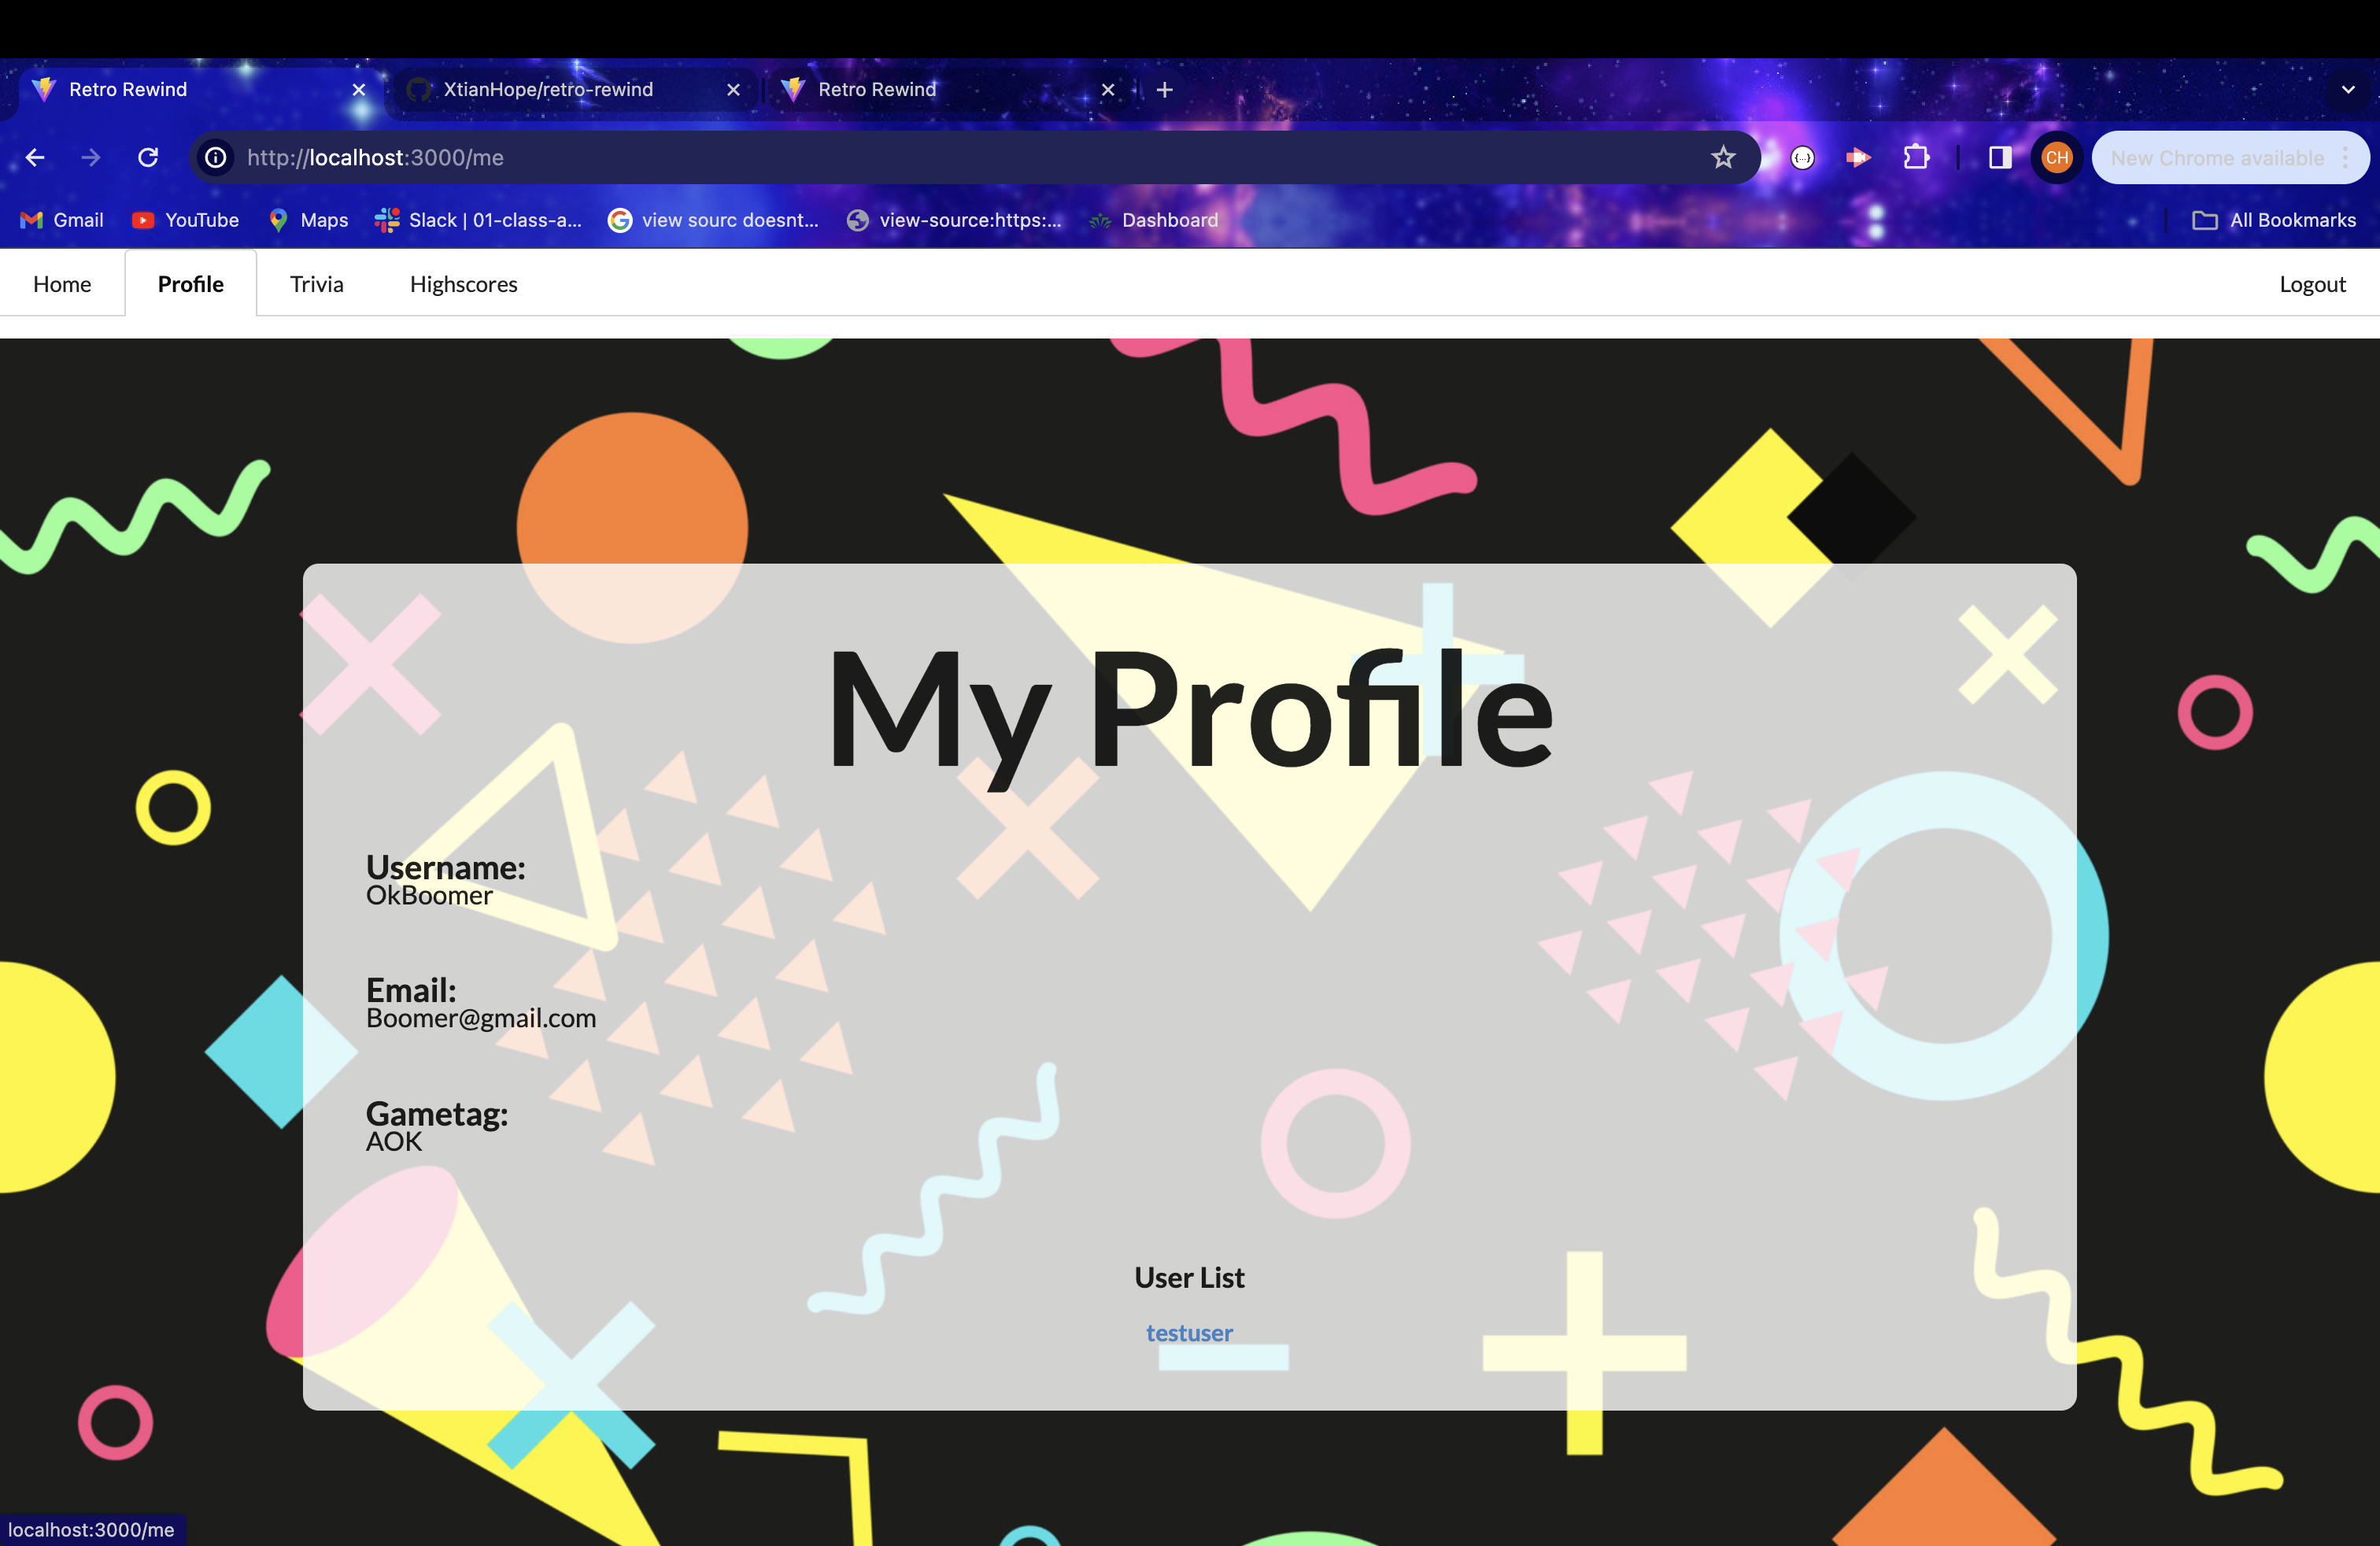 Retro Rewind
XtianHope/retro-rewind
Retro Rewind
http://localhost:3000/me
CH
New Chrome available
Gmail
YouTube
Maps
Slack | 01-class-a...
view sourc doesnt...
view-source:https:...
Dashboard
All Bookmarks
Home
Profile
Trivia
Highscores
Logout
My Profile
Username:
OkBoomer
Email:
Boomer@gmail.com
Gametag:
AOK
User List
testuser
localhost:3000/me